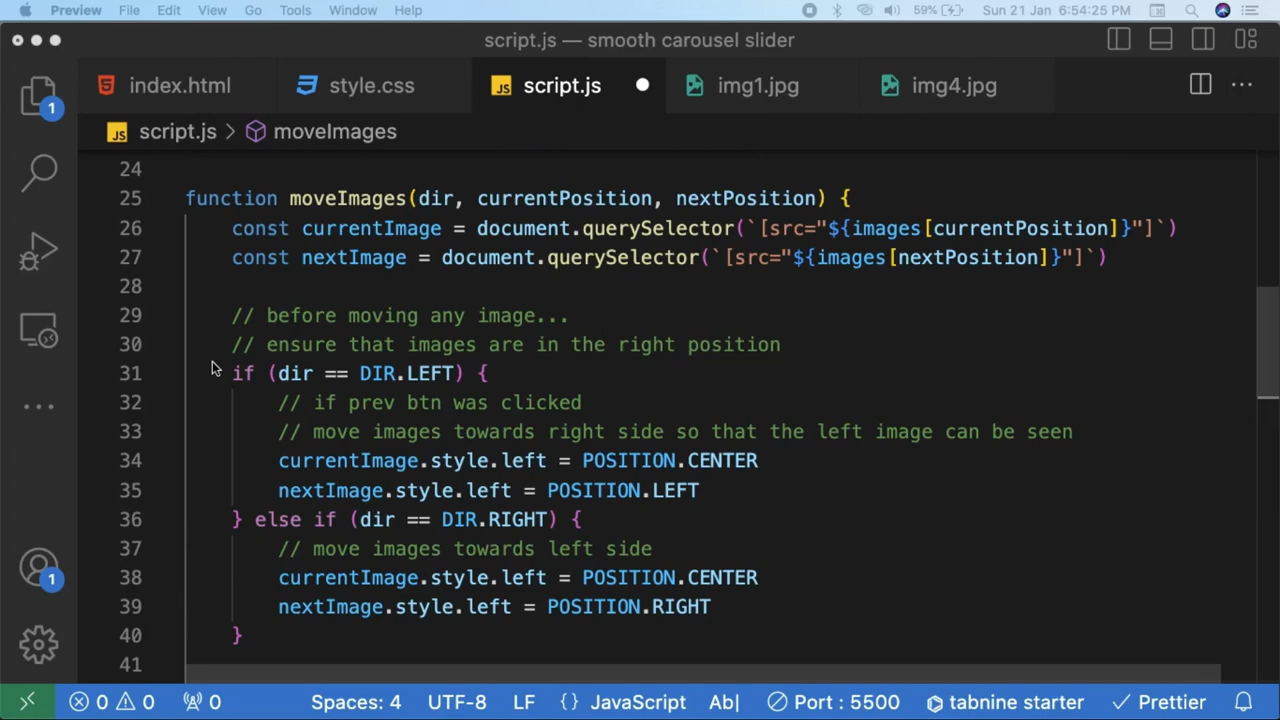 Preview File Edit View Go Tools Window Help 59% Sun 21 Jan 6:54:25 PM
script.js — smooth carousel slider
index.html style.css JS script.js img1.jpg img4.jpg
JS script.js > moveImages
24
25 function moveImages(dir, currentPosition, nextPosition) {
26 const currentImage = document.querySelector(`[src="${images[currentPosition]}"]`)
27 const nextImage = document.querySelector(`[src="${images[nextPosition]}"]`)
28
29 // before moving any image...
30 // ensure that images are in the right position
31 if (dir == DIR.LEFT) {
32 // if prev btn was clicked
33 // move images towards right side so that the left image can be seen
34 currentImage.style.left = POSITION.CENTER
35 nextImage.style.left = POSITION.LEFT
36 } else if (dir == DIR.RIGHT) {
37 // move images towards left side
38 currentImage.style.left = POSITION.CENTER
39 nextImage.style.left = POSITION.RIGHT
40 }
41
1
1
0 0 0 Spaces: 4 UTF-8 LF {} JavaScript Ab| Port : 5500 tabnine starter Prettier